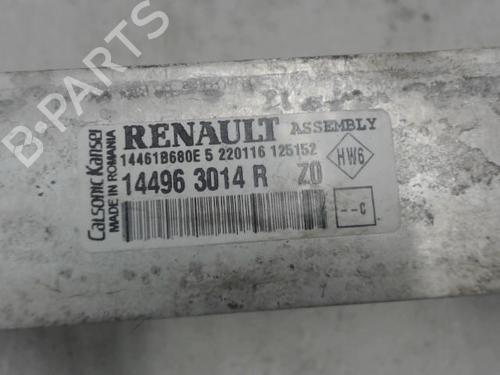 B-PARTS
Calsonic Kansei
MADE IN ROMANIA
RENAULT ASSEMBLY
14461B680E 5 220116 125152
14496 3014 R Z0
HW6
--C